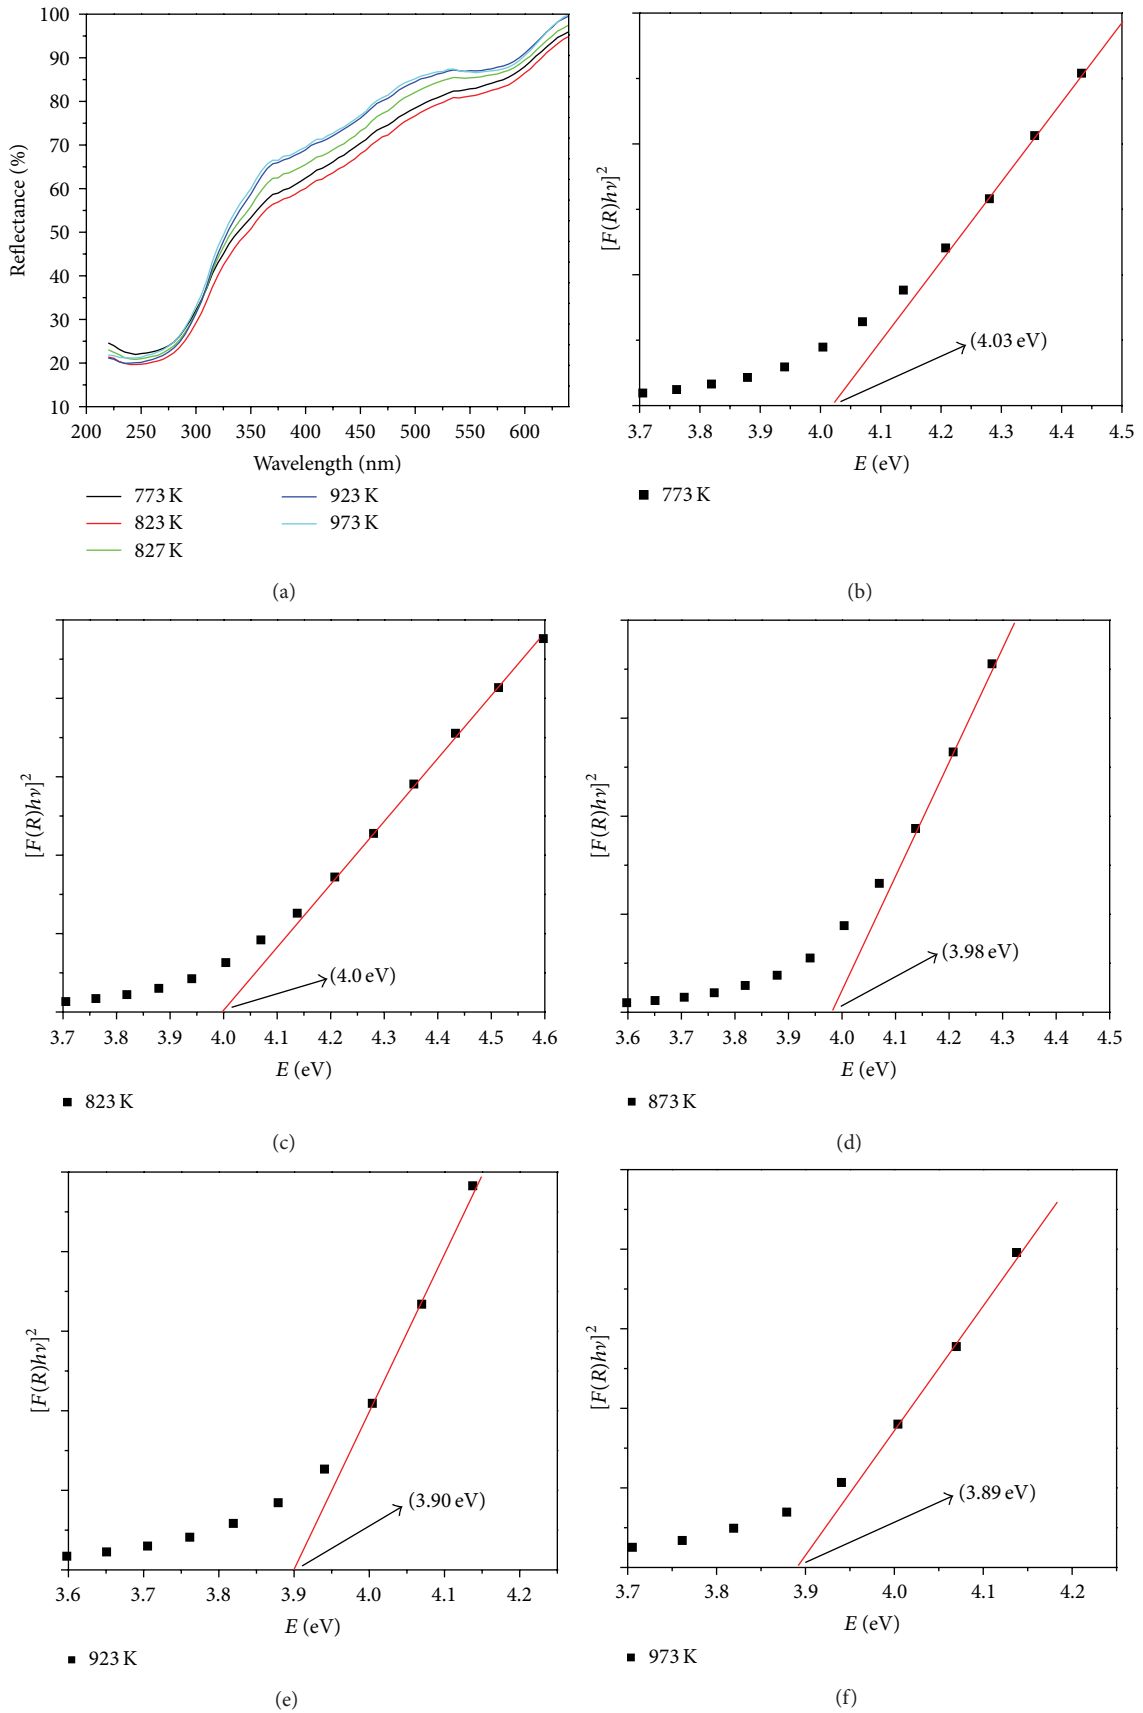 100
90
80
70
60
50
40
30
20
10
Reflectance (%)
200 250 300 350 400 450 500 550 600
Wavelength (nm)
773 K 923 K
823 K 973 K
827 K
(a)
[F(R)hν]²
(4.03 eV)
3.7 3.8 3.9 4.0 4.1 4.2 4.3 4.4 4.5
E (eV)
773 K
(b)
[F(R)hν]²
(4.0 eV)
3.7 3.8 3.9 4.0 4.1 4.2 4.3 4.4 4.5 4.6
E (eV)
823 K
(c)
[F(R)hν]²
(3.98 eV)
3.6 3.7 3.8 3.9 4.0 4.1 4.2 4.3 4.4 4.5
E (eV)
873 K
(d)
[F(R)hν]²
(3.90 eV)
3.6 3.7 3.8 3.9 4.0 4.1 4.2
E (eV)
923 K
(e)
[F(R)hν]²
(3.89 eV)
3.7 3.8 3.9 4.0 4.1 4.2
E (eV)
973 K
(f)